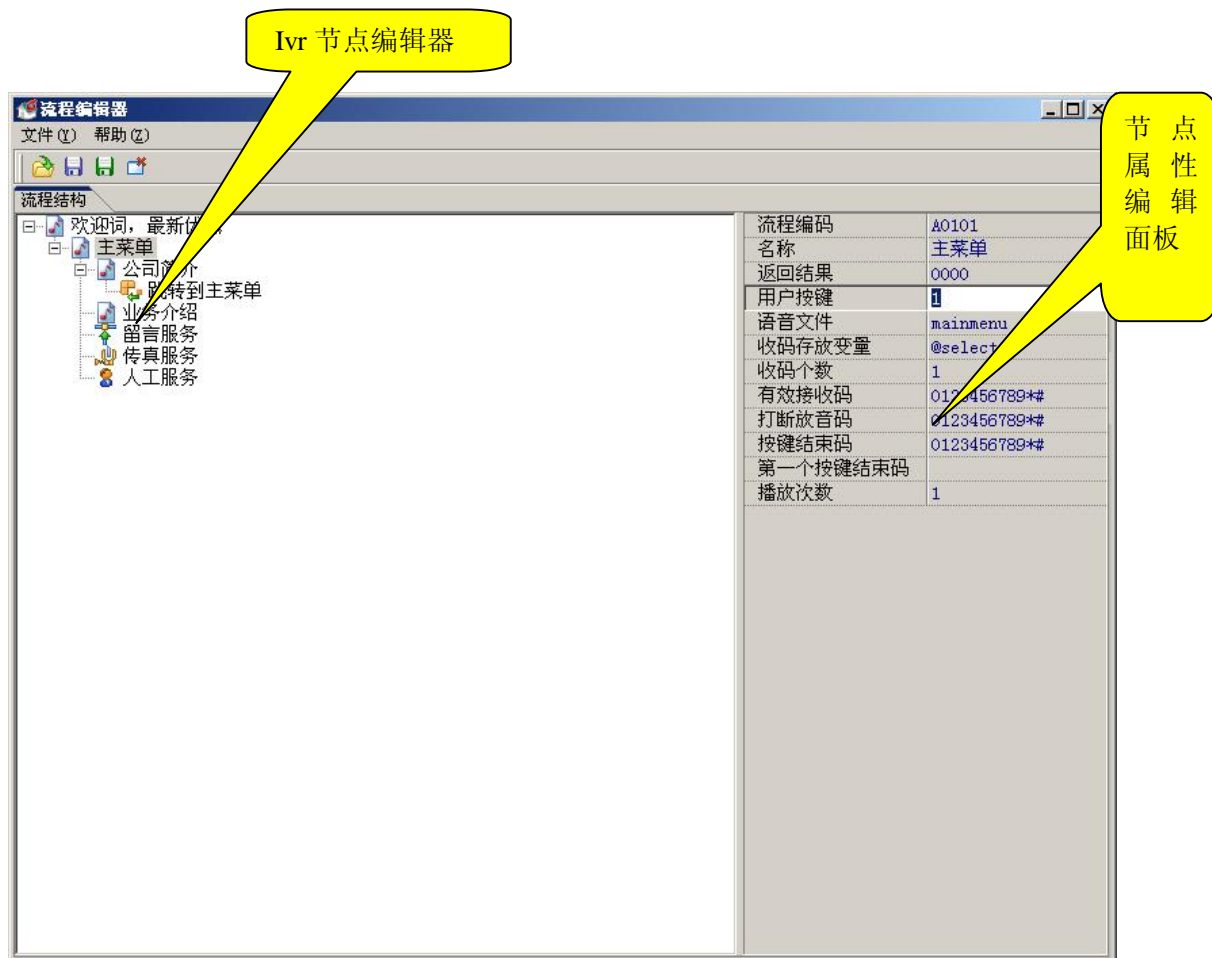 Ivr 节点编辑器
流程编辑器
节 点
属 性
编 辑
面板
文件(Y) 帮助(Z)
流程结构
欢迎词，最新
主菜单
公司简介
跳转到主菜单
业务介绍
留言服务
传真服务
人工服务
流程编码 A0101
名称 主菜单
返回结果 0000
用户按键 1
语音文件 mainmenu
收码存放变量 @select
收码个数 1
有效接收码 0123456789*#
打断放音码 0123456789*#
按键结束码 0123456789*#
第一个按键结束码
播放次数 1